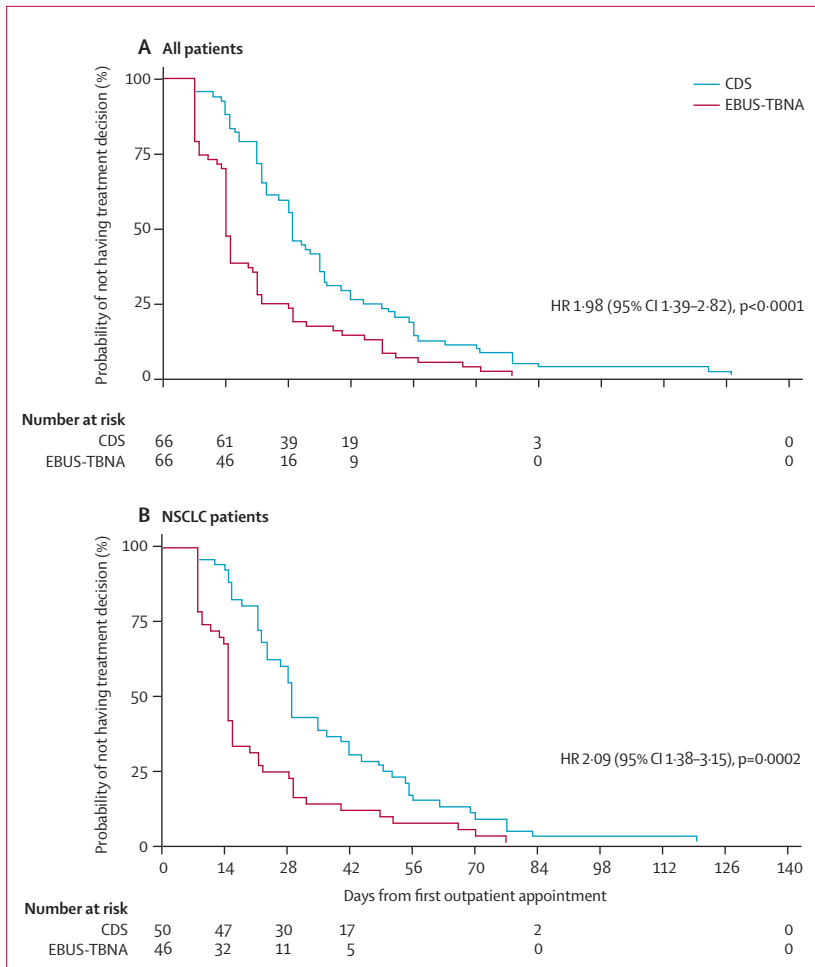 A All patients
Probability of not having treatment decision (%)
100
75
50
25
0
CDS
EBUS-TBNA
HR 1·98 (95% CI 1·39–2·82), p<0·0001
Number at risk
CDS 66 61 39 19 3 0
EBUS-TBNA 66 46 16 9 0 0
B NSCLC patients
Probability of not having treatment decision (%)
100
75
50
25
0
HR 2·09 (95% CI 1·38–3·15), p=0·0002
0 14 28 42 56 70 84 98 112 126 140
Days from first outpatient appointment
Number at risk
CDS 50 47 30 17 2 0
EBUS-TBNA 46 32 11 5 0 0